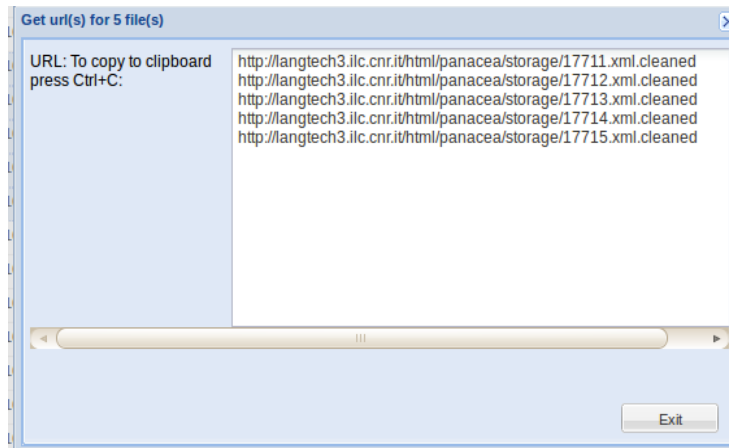 Get url(s) for 5 file(s)
URL: To copy to clipboard
press Ctrl+C:
http://langtech3.ilc.cnr.it/html/panacea/storage/17711.xml.cleaned
http://langtech3.ilc.cnr.it/html/panacea/storage/17712.xml.cleaned
http://langtech3.ilc.cnr.it/html/panacea/storage/17713.xml.cleaned
http://langtech3.ilc.cnr.it/html/panacea/storage/17714.xml.cleaned
http://langtech3.ilc.cnr.it/html/panacea/storage/17715.xml.cleaned
Exit